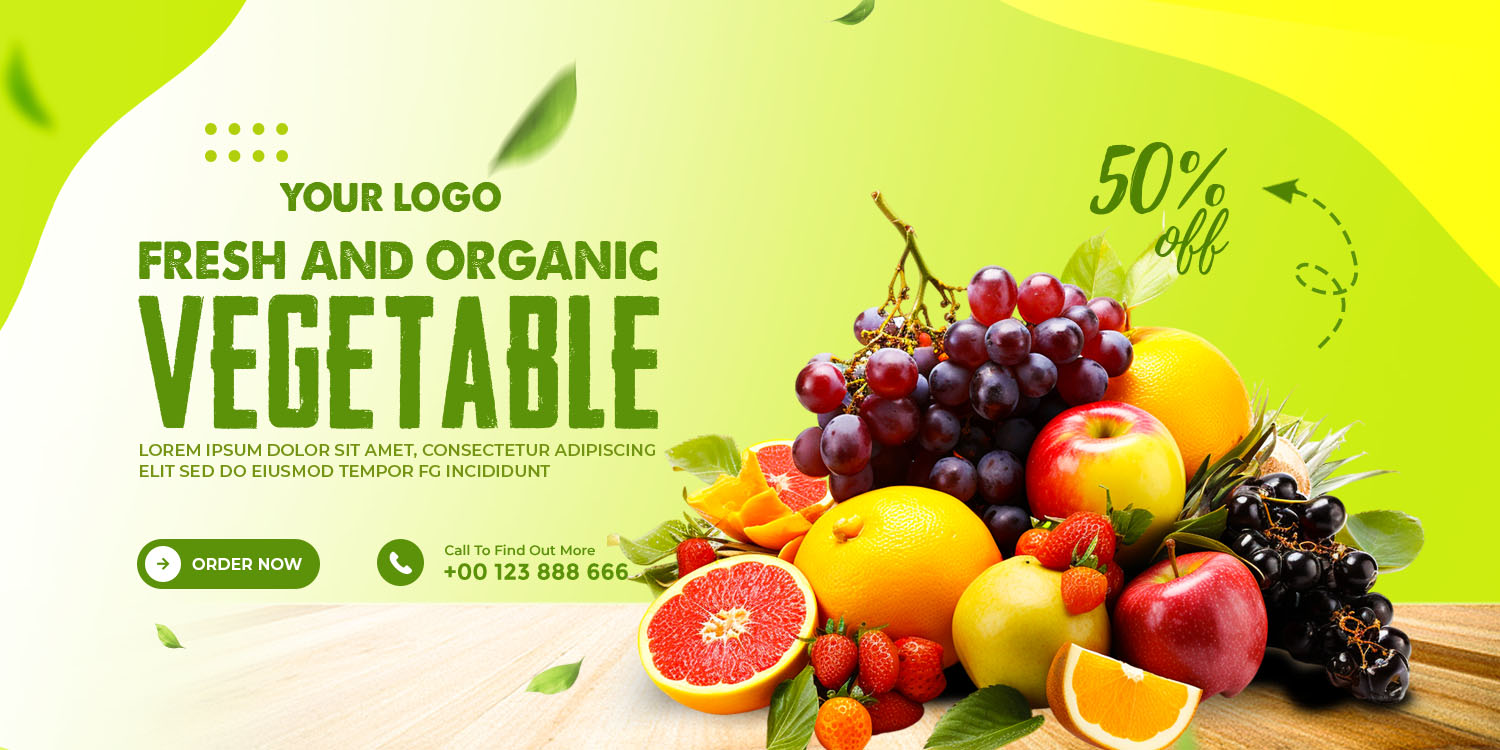 YOUR LOGO
FRESH AND ORGANIC
VEGETABLE
LOREM IPSUM DOLOR SIT AMET, CONSECTETUR ADIPISCING
ELIT SED DO EIUSMOD TEMPOR FG INCIDIDUNT
ORDER NOW
Call To Find Out More
+00 123 888 666
50%
off